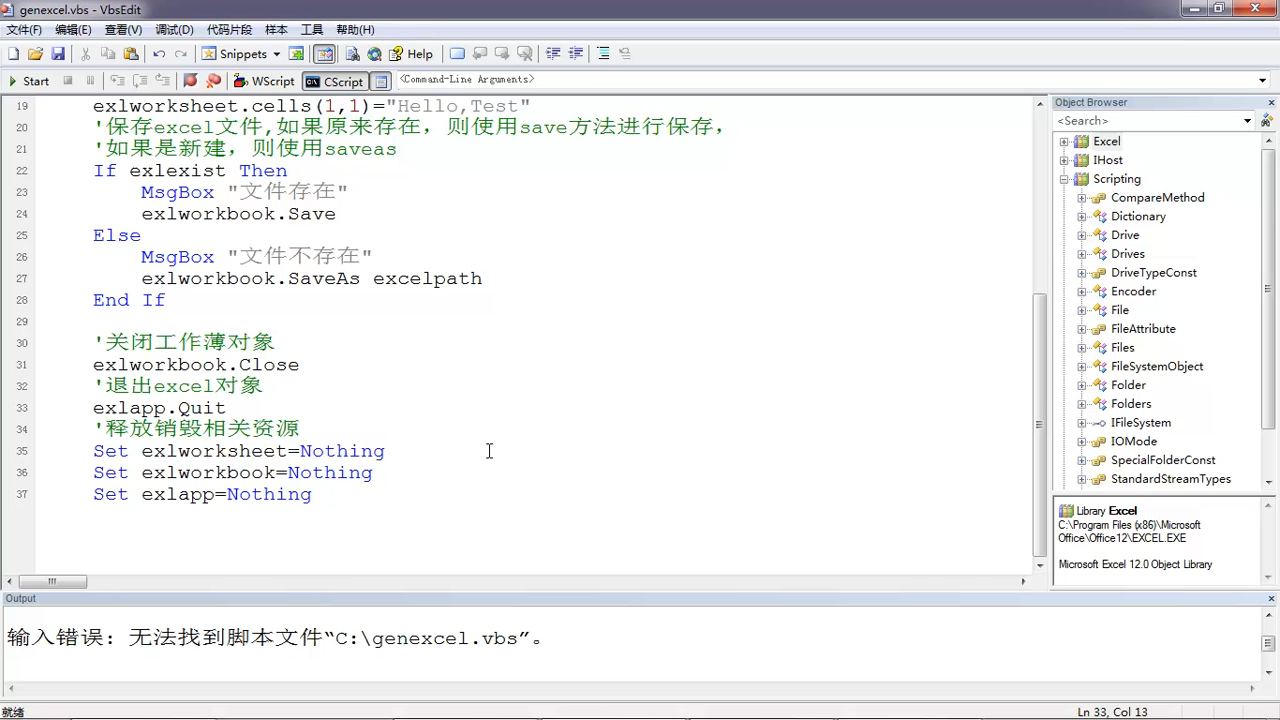 genexcel.vbs - VbsEdit
文件(F) 编辑(E) 查看(V) 调试(D) 代码片段 样本 工具 帮助(H)
Snippets Help
Start WScript CScript <Command-Line Arguments>
19 exlworksheet.cells(1,1)="Hello,Test"
20 '保存excel文件,如果原来存在，则使用save方法进行保存，
21 '如果是新建，则使用saveas
22 If exlexist Then
23 MsgBox "文件存在"
24 exlworkbook.Save
25 Else
26 MsgBox "文件不存在"
27 exlworkbook.SaveAs excelpath
28 End If
29
30 '关闭工作薄对象
31 exlworkbook.Close
32 '退出excel对象
33 exlapp.Quit
34 '释放销毁相关资源
35 Set exlworksheet=Nothing
36 Set exlworkbook=Nothing
37 Set exlapp=Nothing
Object Browser
<Search>
Excel
IHost
Scripting
CompareMethod
Dictionary
Drive
Drives
DriveTypeConst
Encoder
File
FileAttribute
Files
FileSystemObject
Folder
Folders
IFileSystem
IOMode
SpecialFolderConst
StandardStreamTypes
Library Excel
C:\Program Files (x86)\Microsoft
Office\Office12\EXCEL.EXE
Microsoft Excel 12.0 Object Library
Output
输入错误: 无法找到脚本文件“C:\genexcel.vbs”。
就绪
Ln 33, Col 13